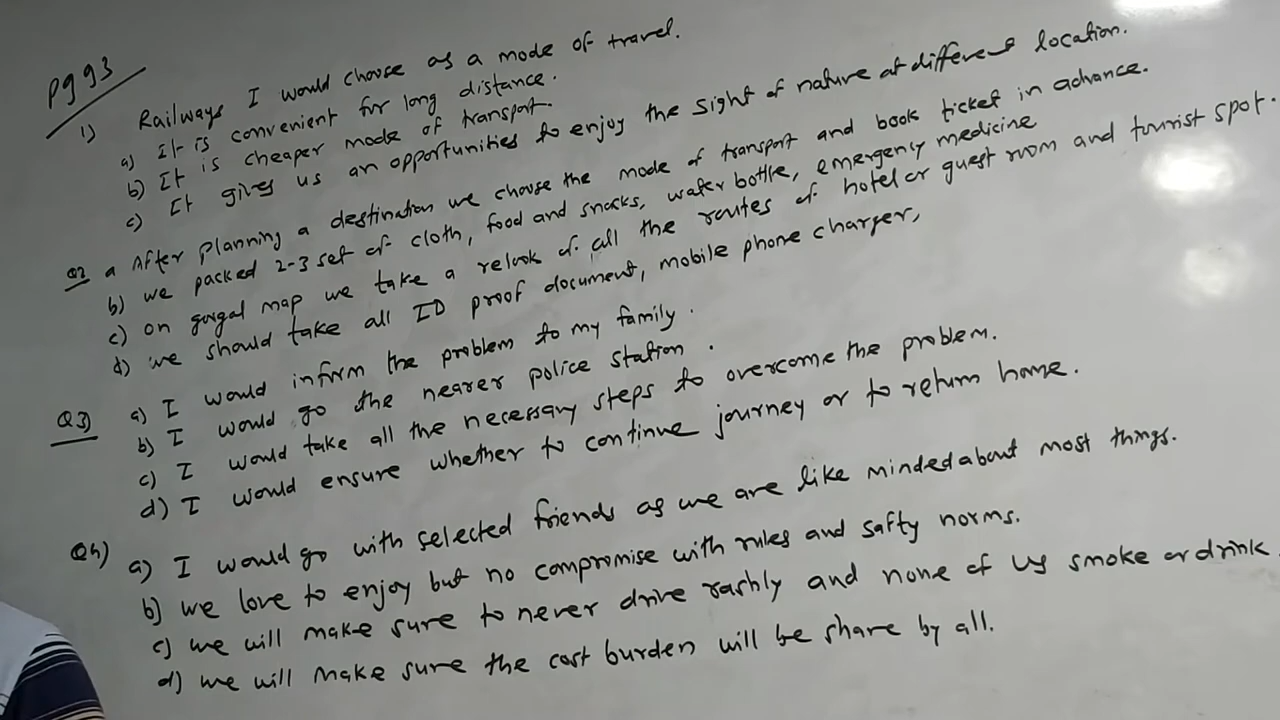 Pg 93
1) Railways I would choose as a mode of travel.
a) It is convenient for long distance.
b) It is cheaper mode of transport.
c) It gives us an opportunities to enjoy the sight of nature at different location.
Q2 a After planning a destination we choose the mode of transport and book ticket in advance.
b) we packed 2-3 set of cloth, food and snacks, water bottle, emergency medicine
c) on gorgal map we take a relook of all the routes of hotel or guest room and tourist spot.
d) we should take all ID proof document, mobile phone charger,
Q3) a) I would inform the problem to my family.
b) I would go the nearer police station.
c) I would take all the necessary steps to overcome the problem.
d) I would ensure whether to continue journey or to return home.
Q4) a) I would go with selected friends as we are like minded about most things.
b) we love to enjoy but no compromise with rules and safty norms.
c) we will make sure to never drive rashly and none of us smoke or drink.
d) we will make sure the cost burden will be share by all.